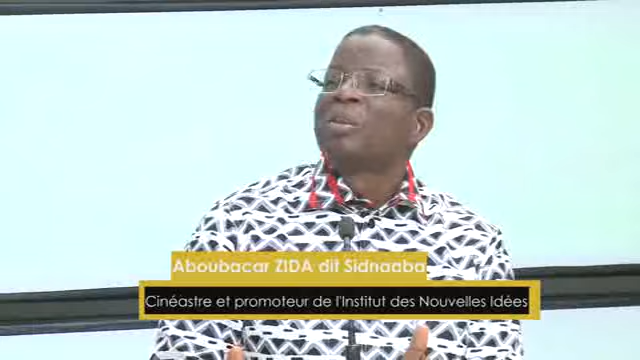 Aboubacar ZIDA dit Sidnaaba
Cinéastre et promoteur de l'Institut des Nouvelles Idées